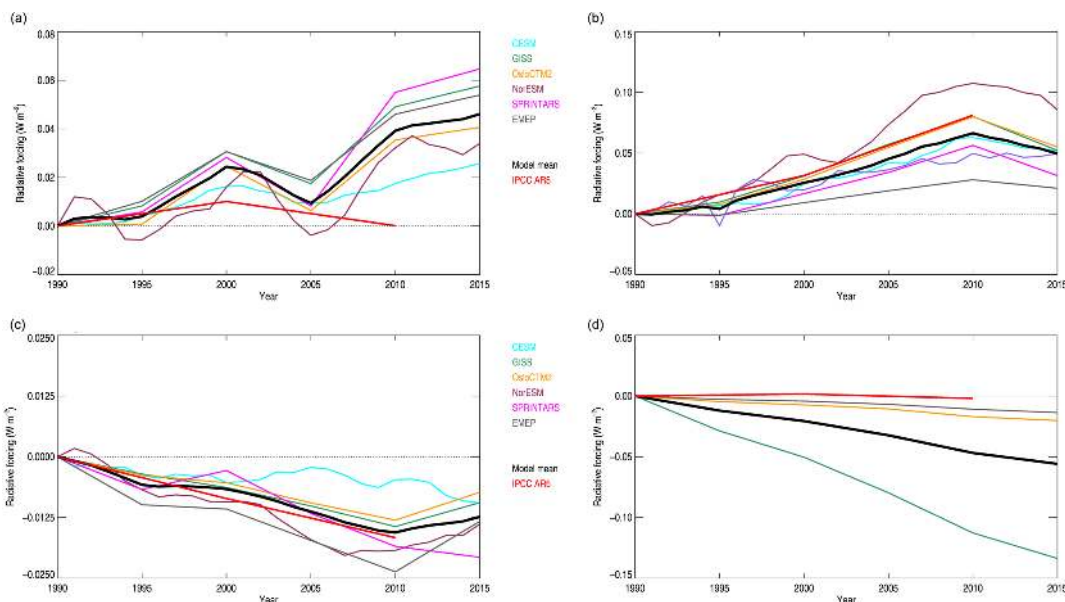 (a)
0.08
0.06
0.04
0.02
0.00
−0.02
Radiative forcing (W m⁻²)
1990
1995
2000
2005
2010
2015
Year
CESM
GISS
OsloCTM2
NorESM
SPRINTARS
EMEP
Model mean
IPCC AR5
(b)
0.15
0.10
0.05
0.00
−0.05
Radiative forcing (W m⁻²)
1990
1995
2000
2005
2010
2015
Year
(c)
0.0250
0.0125
0.0000
−0.0125
−0.0250
Radiative forcing (W m⁻²)
1990
1995
2000
2005
2010
2015
Year
CESM
GISS
OsloCTM2
NorESM
SPRINTARS
EMEP
Model mean
IPCC AR5
(d)
0.05
0.00
−0.05
−0.10
−0.15
Radiative forcing (W m⁻²)
1990
1995
2000
2005
2010
2015
Year